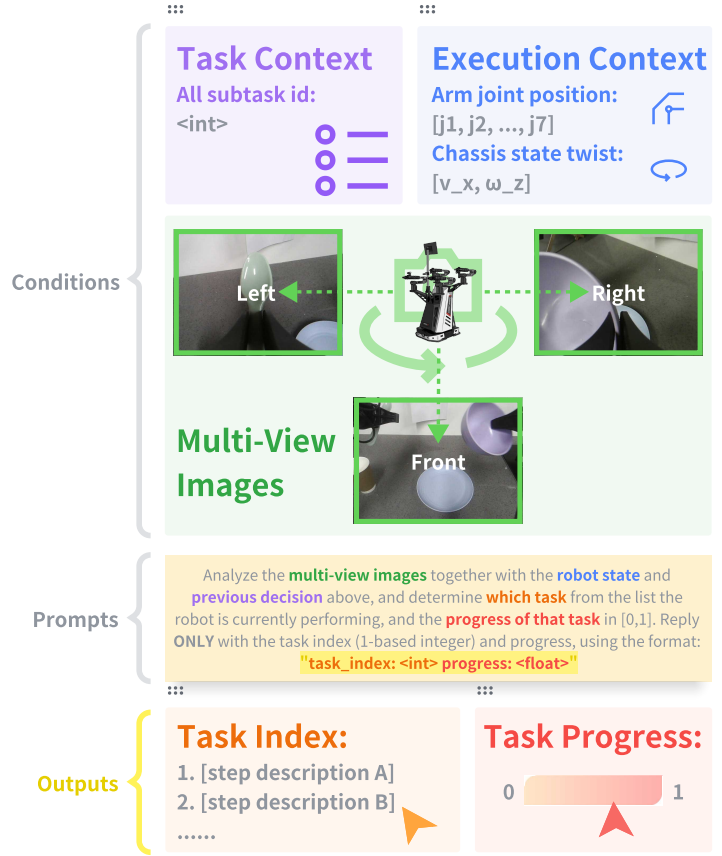 Task Context
All subtask id:
<int>
Execution Context
Arm joint position:
[j1, j2, ..., j7]
Chassis state twist:
[v_x, ω_z]
Conditions
Left
Right
Front
Multi-View
Images
Prompts
Analyze the multi-view images together with the robot state and
previous decision above, and determine which task from the list the
robot is currently performing, and the progress of that task in [0,1]. Reply
ONLY with the task index (1-based integer) and progress, using the format:
"task_index: <int> progress: <float>"
Outputs
Task Index:
1. [step description A]
2. [step description B]
......
Task Progress:
0
1